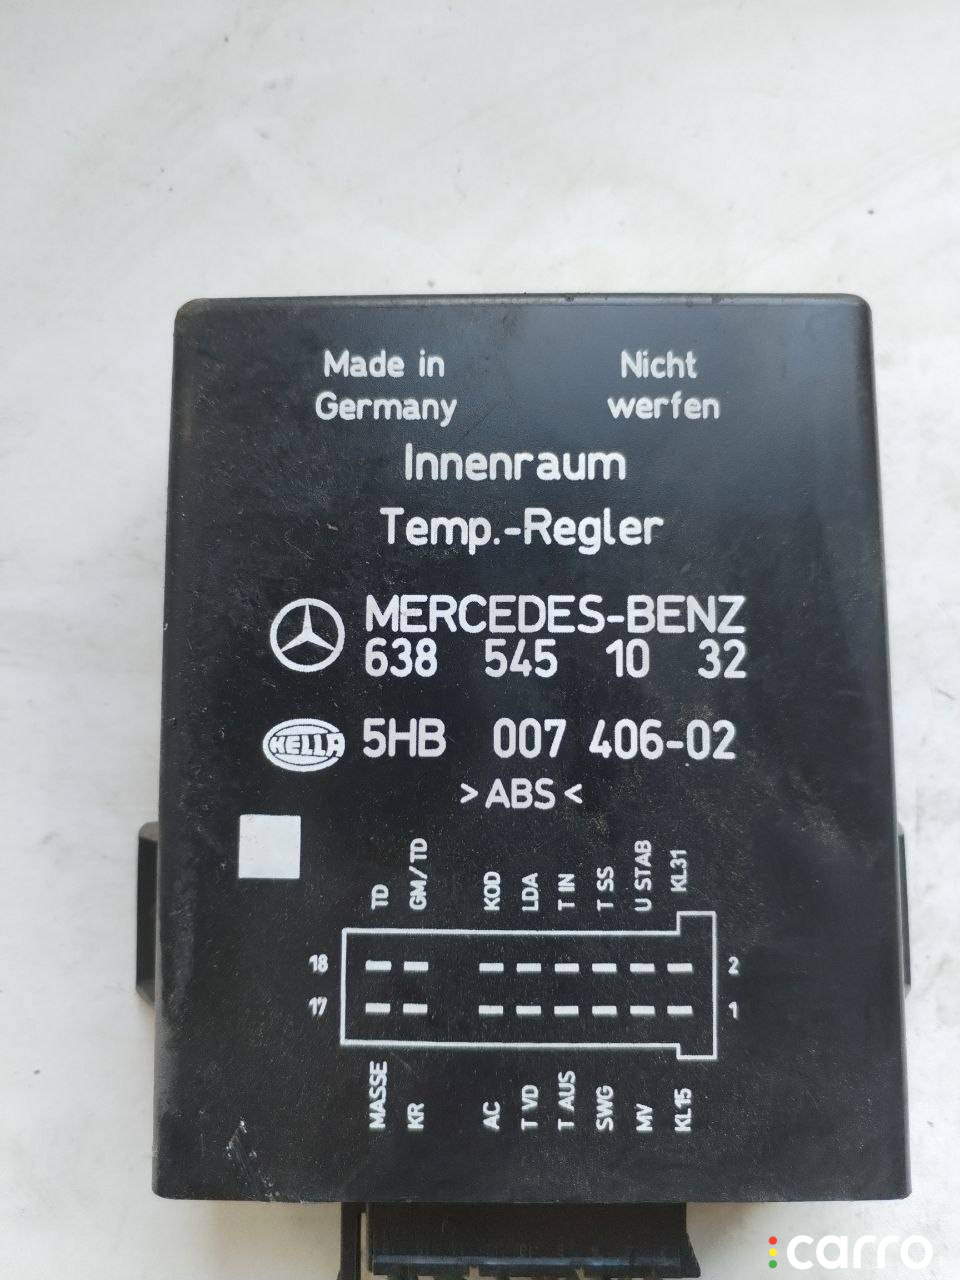 Made in Nicht
Germany werfen
Innenraum
Temp.-Regler
MERCEDES-BENZ
638 545 10 32
HELLA 5HB 007 406-02
>ABS<
TD GM/TD KOD LDA T IN T SS U STAB KL31
18 2
17 1
MASSE KR AC T VD T AUS SWG MV KL15
carro